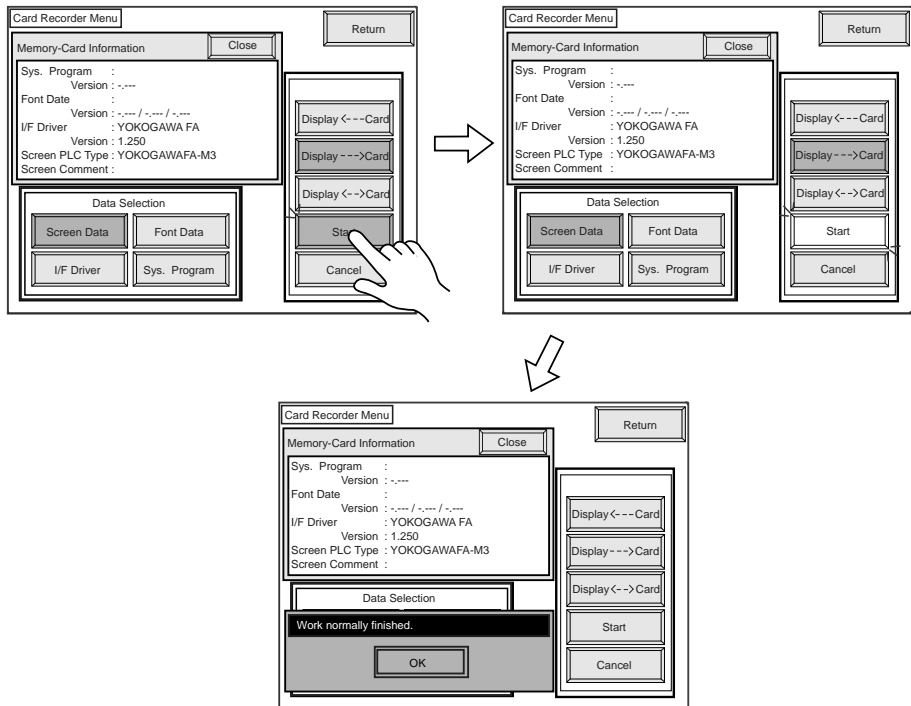 Card Recorder Menu
Return
Memory-Card Information
Close
Sys. Program :
Version : -.---
Font Date :
Version : -.--- / -.--- / -.---
I/F Driver : YOKOGAWA FA
Version : 1.250
Screen PLC Type : YOKOGAWAFA-M3
Screen Comment :
Display<---Card
Display--->Card
Display<-->Card
Data Selection
Screen Data
Font Data
I/F Driver
Sys. Program
Cancel
Card Recorder Menu
Return
Memory-Card Information
Close
Sys. Program :
Version : -.---
Font Date :
Version : -.--- / -.--- / -.---
I/F Driver : YOKOGAWA FA
Version : 1.250
Screen PLC Type : YOKOGAWAFA-M3
Screen Comment :
Display<---Card
Display--->Card
Display<-->Card
Data Selection
Screen Data
Font Data
I/F Driver
Sys. Program
Start
Cancel
Card Recorder Menu
Return
Memory-Card Information
Close
Sys. Program :
Version : -.---
Font Date :
Version : -.--- / -.--- / -.---
I/F Driver : YOKOGAWA FA
Version : 1.250
Screen PLC Type : YOKOGAWAFA-M3
Screen Comment :
Display<---Card
Display--->Card
Display<-->Card
Data Selection
Work normally finished.
OK
Start
Cancel